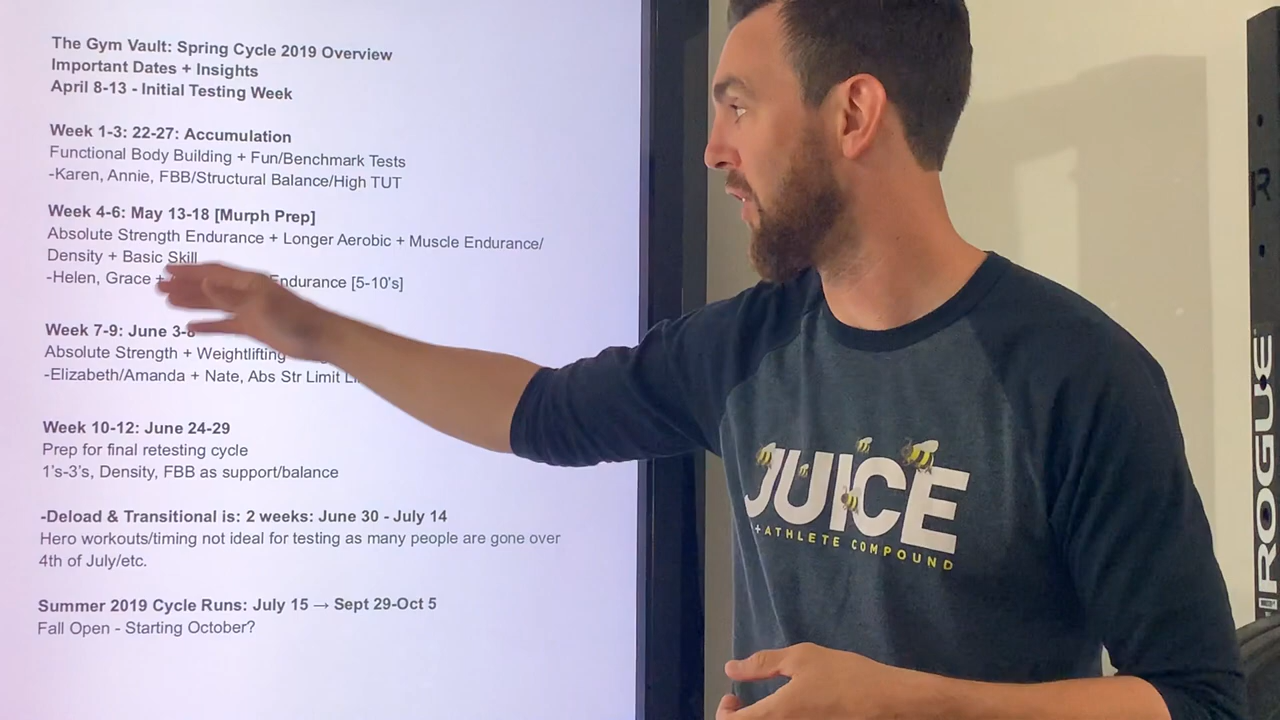 The Gym Vault: Spring Cycle 2019 Overview
Important Dates + Insights
April 8-13 - Initial Testing Week
Week 1-3: 22-27: Accumulation
Functional Body Building + Fun/Benchmark Tests
-Karen, Annie, FBB/Structural Balance/High TUT
Week 4-6: May 13-18 [Murph Prep]
Absolute Strength Endurance + Longer Aerobic + Muscle Endurance/
Density + Basic Skill
-Helen, Grace + Endurance [5-10's]
Week 7-9: June 3-8
Absolute Strength + Weightlifting
-Elizabeth/Amanda + Nate, Abs Str Limit
Week 10-12: June 24-29
Prep for final retesting cycle
1's-3's, Density, FBB as support/balance
-Deload & Transitional is: 2 weeks: June 30 - July 14
Hero workouts/timing not ideal for testing as many people are gone over
4th of July/etc.
Summer 2019 Cycle Runs: July 15 → Sept 29-Oct 5
Fall Open - Starting October?
JUICE
+ATHLETE COMPOUND
R
ROGUE